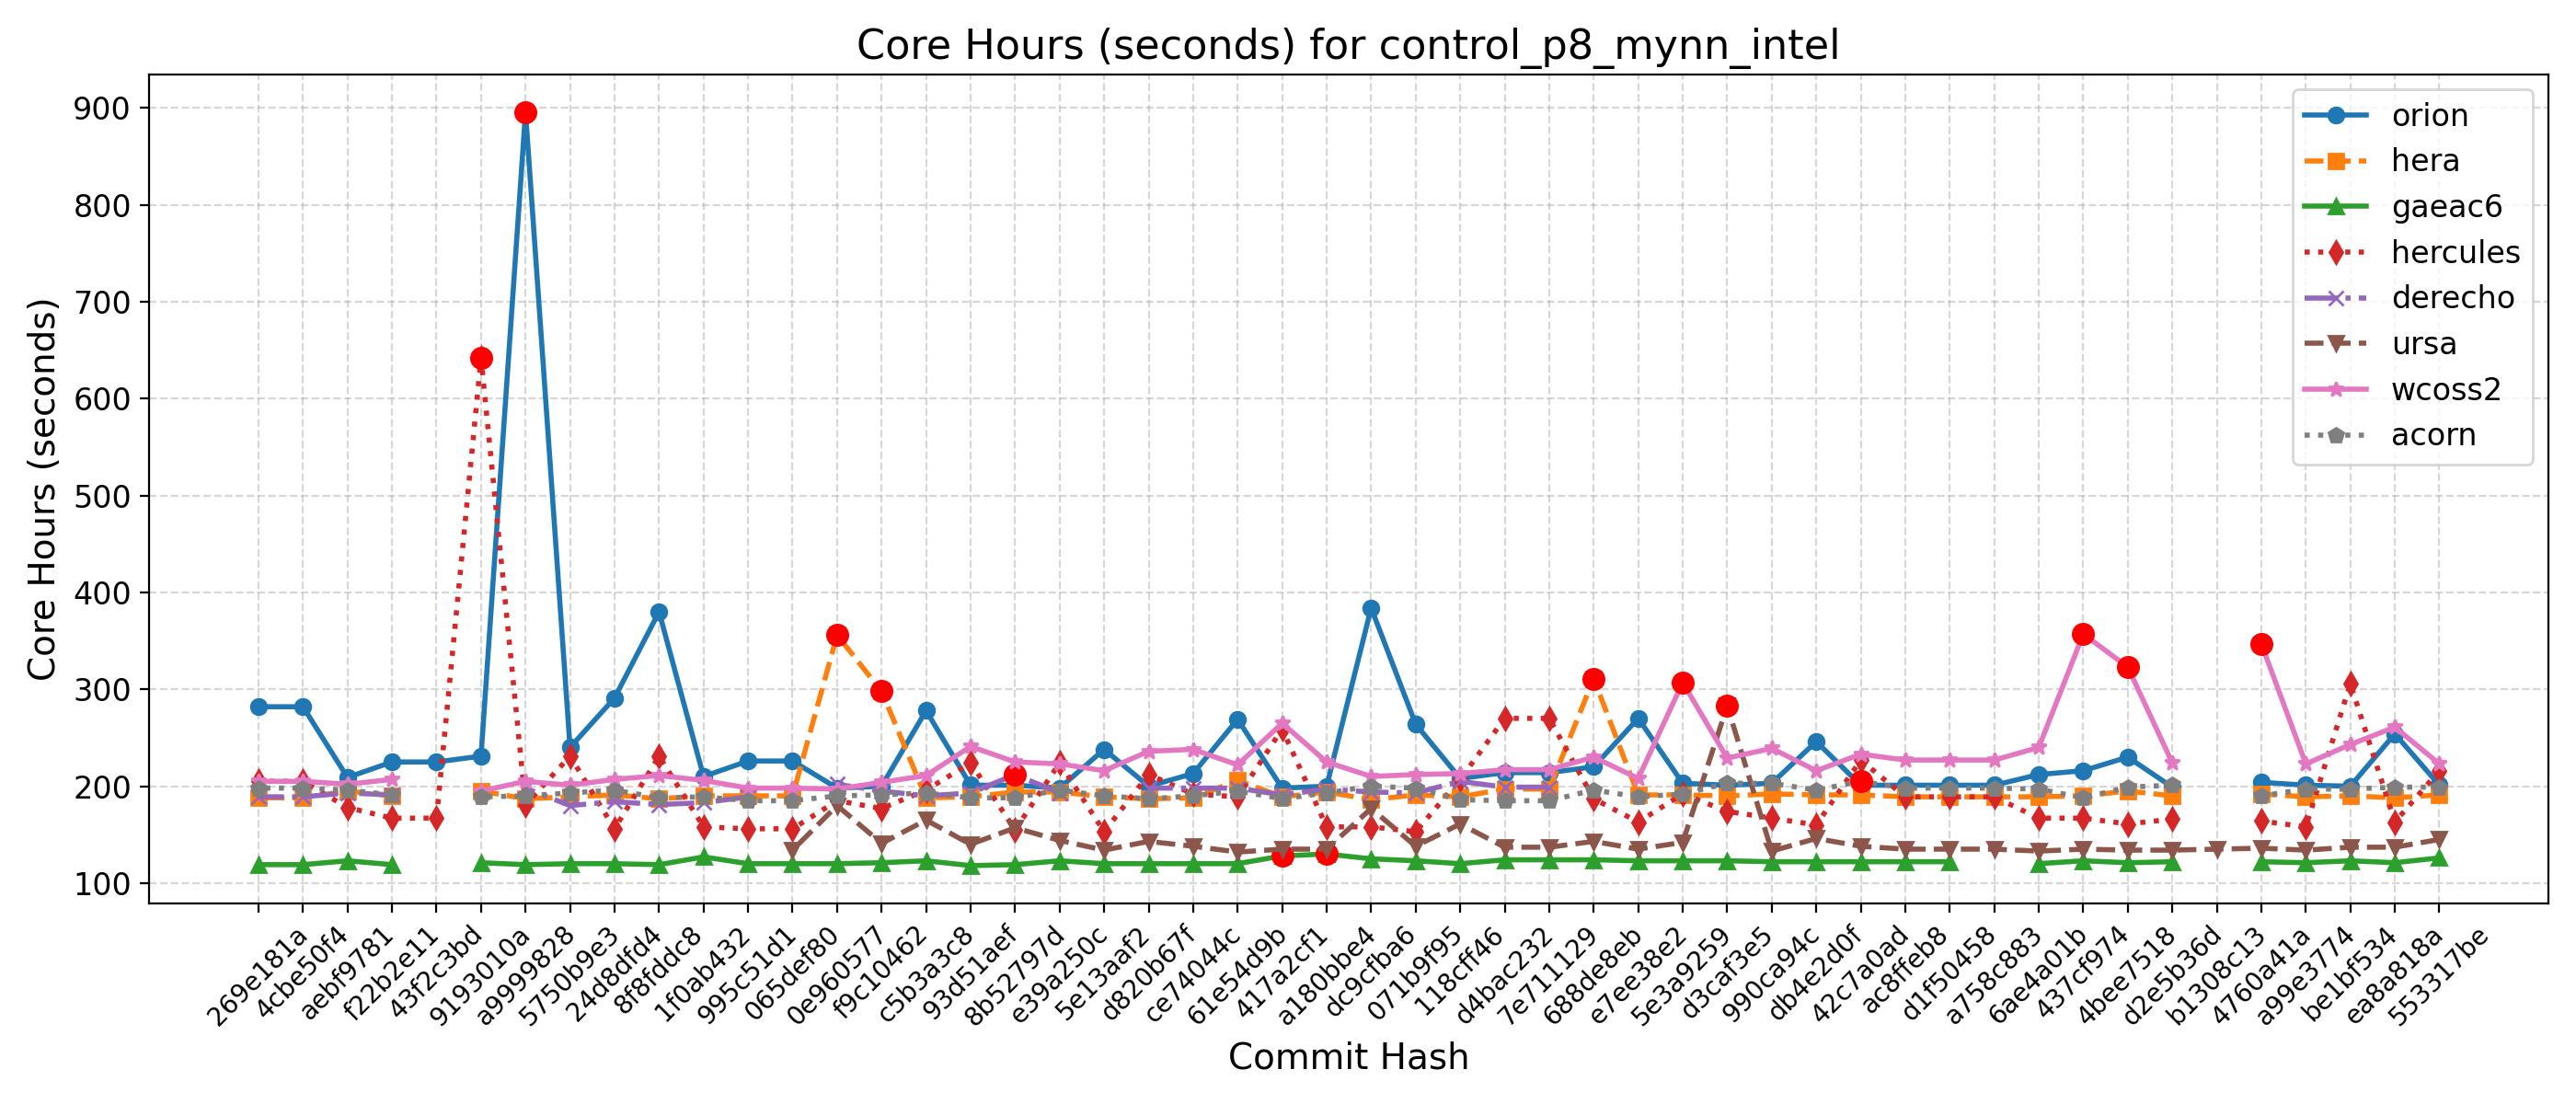 Core Hours (seconds) for control_p8_mynn_intel
Core Hours (seconds)
900
800
700
600
500
400
300
200
100
orion
hera
gaeac6
hercules
derecho
ursa
wcoss2
acorn
269e181a
4cbe50f4
aebf9781
f22b2e11
43f2c3bd
9193010a
a9999828
5750b9e3
24d8dfd4
8f8fddc8
1f0ab432
995c51d1
065def80
0e960577
f9c10462
c5b3a3c8
93d51aef
8b52797d
e39a250c
5e13aaf2
d820b67f
ce74044c
61e54d9b
417a2cf1
a180bbe4
dc9cfba6
071b9f95
118cff46
d4bac232
7e711129
688de8eb
e7ee38e2
5e3a9259
d3caf3e5
990ca94c
db4e2d0f
42c7a0ad
ac8ffeb8
d1f50458
a758c883
6ae4a01b
437cf974
4bee7518
d2e5b36d
b1308c13
4760a41a
a99e3774
be1bf534
ea8a818a
553317be
Commit Hash